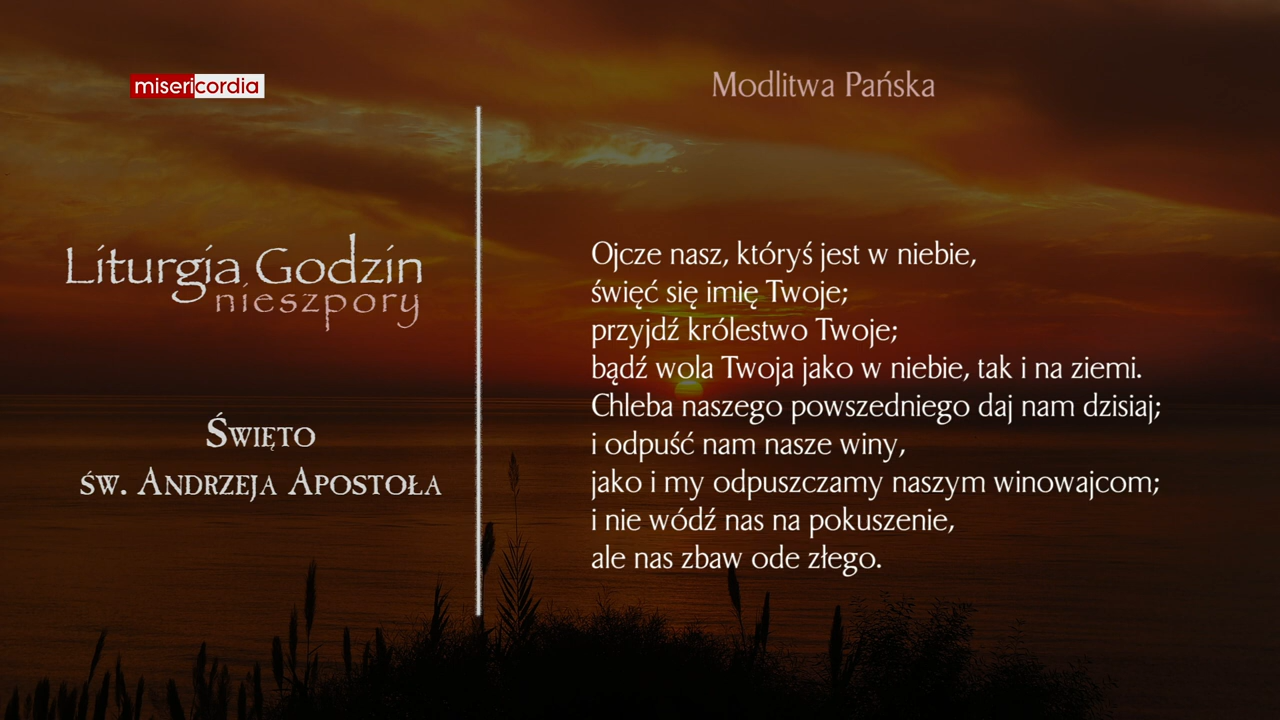 misericordia
Liturgia Godzin
nieszpory
Święto
św. Andrzeja Apostoła
Modlitwa Pańska
Ojcze nasz, któryś jest w niebie,
święć się imię Twoje;
przyjdź królestwo Twoje;
bądź wola Twoja jako w niebie, tak i na ziemi.
Chleba naszego powszedniego daj nam dzisiaj;
i odpuść nam nasze winy,
jako i my odpuszczamy naszym winowajcom;
i nie wódź nas na pokuszenie,
ale nas zbaw ode złego.